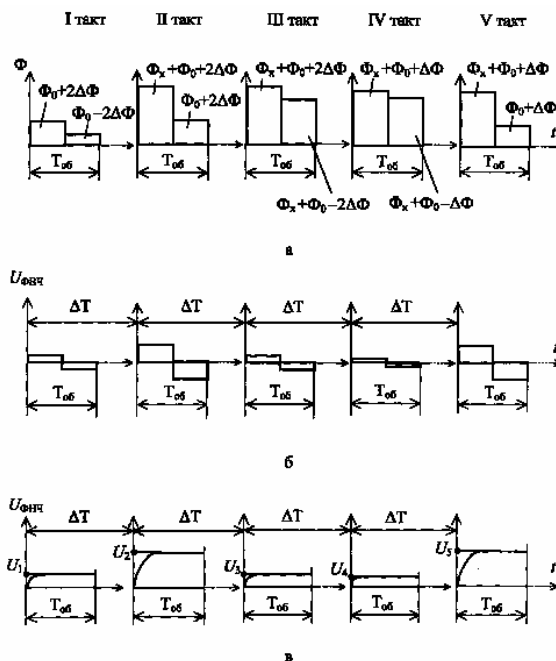 I такт II такт III такт IV такт V такт
Ф
Φ₀+2ΔΦ
Φ₀−2ΔΦ
Φₓ+Φ₀+2ΔΦ
Φ₀+2ΔΦ
Φₓ+Φ₀+2ΔΦ
Φₓ+Φ₀+ΔΦ
Φₓ+Φ₀+ΔΦ
Φ₀+ΔΦ
t
Tоб Tоб Tоб Tоб Tоб
Φₓ+Φ₀−2ΔΦ Φₓ+Φ₀−ΔΦ
а
UФНЧ
ΔT ΔT ΔT ΔT
t
Tоб Tоб Tоб Tоб Tоб
б
UФНЧ
ΔT ΔT ΔT ΔT
U₁ U₂ U₃ U₄ U₅
t
Tоб Tоб Tоб Tоб Tоб
в